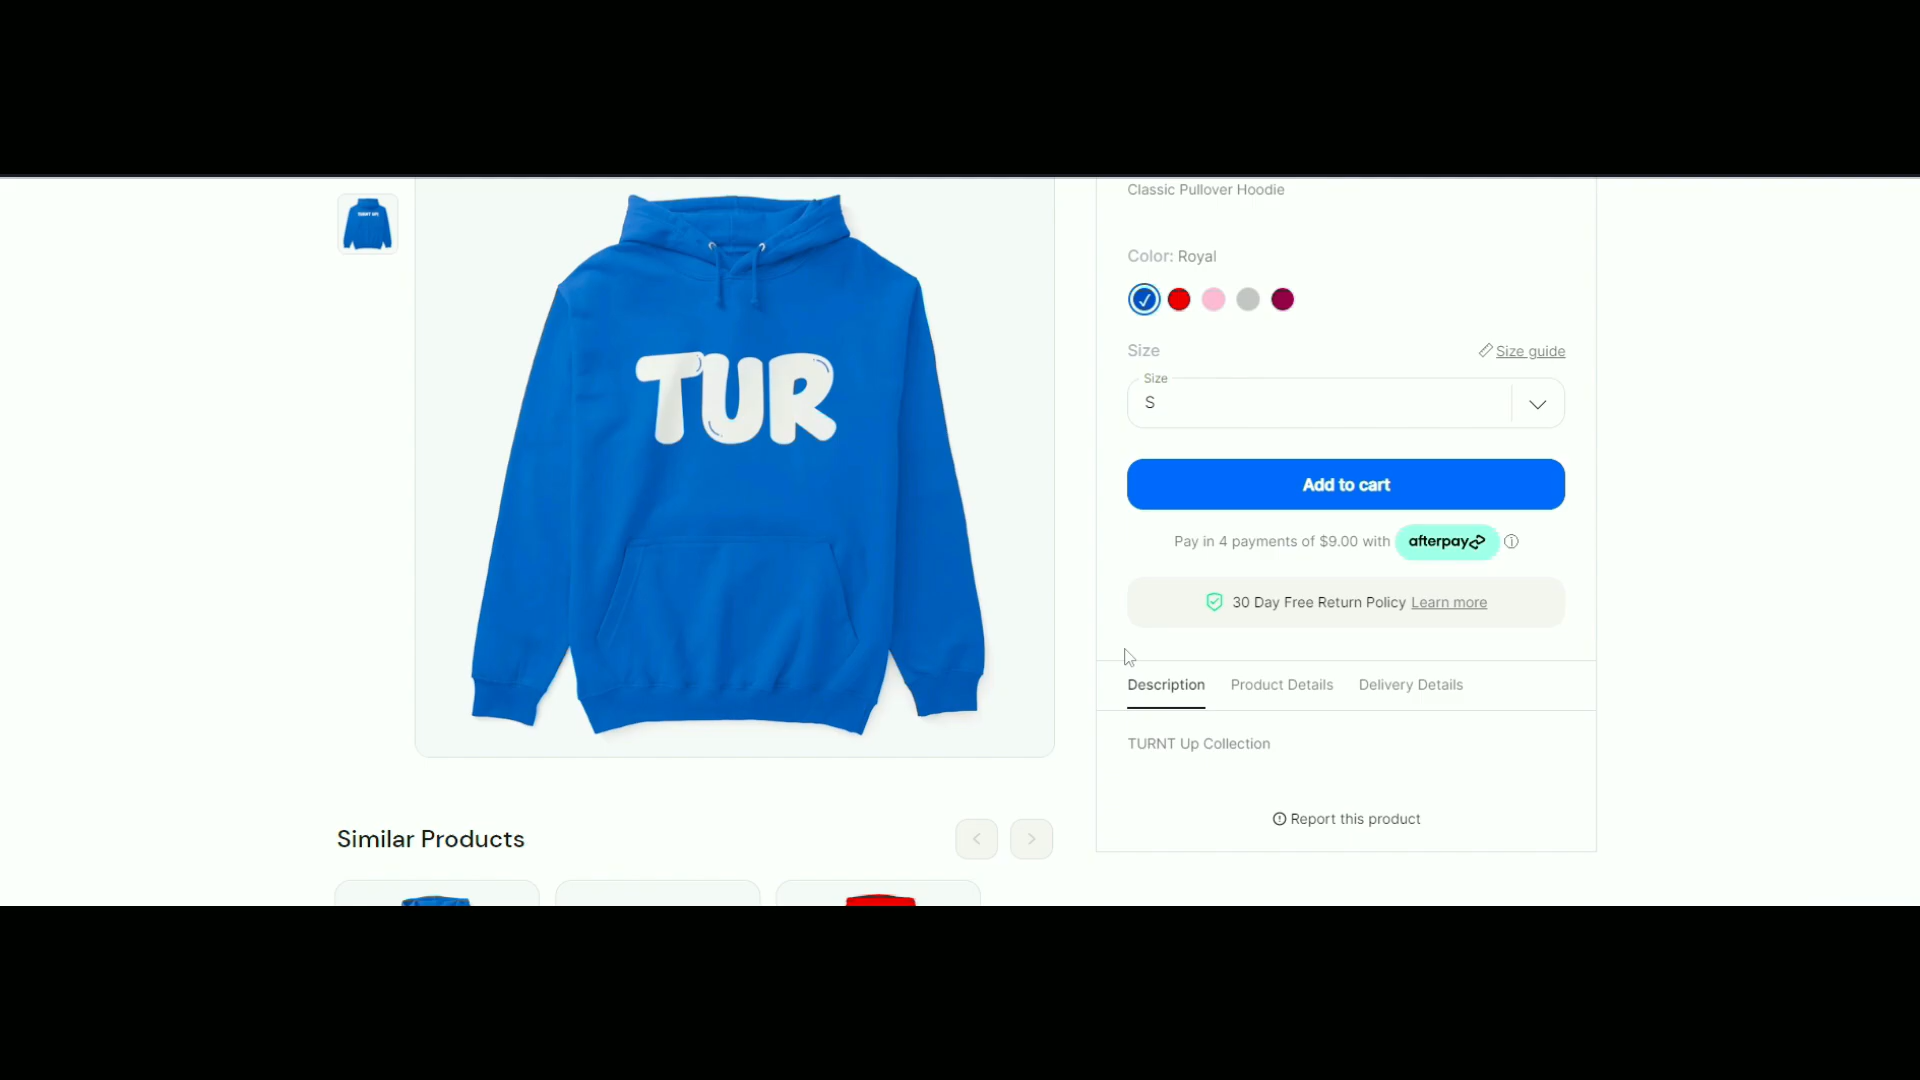 Classic Pullover Hoodie
Color: Royal
Size
Size guide
Size
S
Add to cart
Pay in 4 payments of $9.00 with afterpay
30 Day Free Return Policy Learn more
Description Product Details Delivery Details
TURNT Up Collection
Report this product
TUR
TURNT UP!
Similar Products